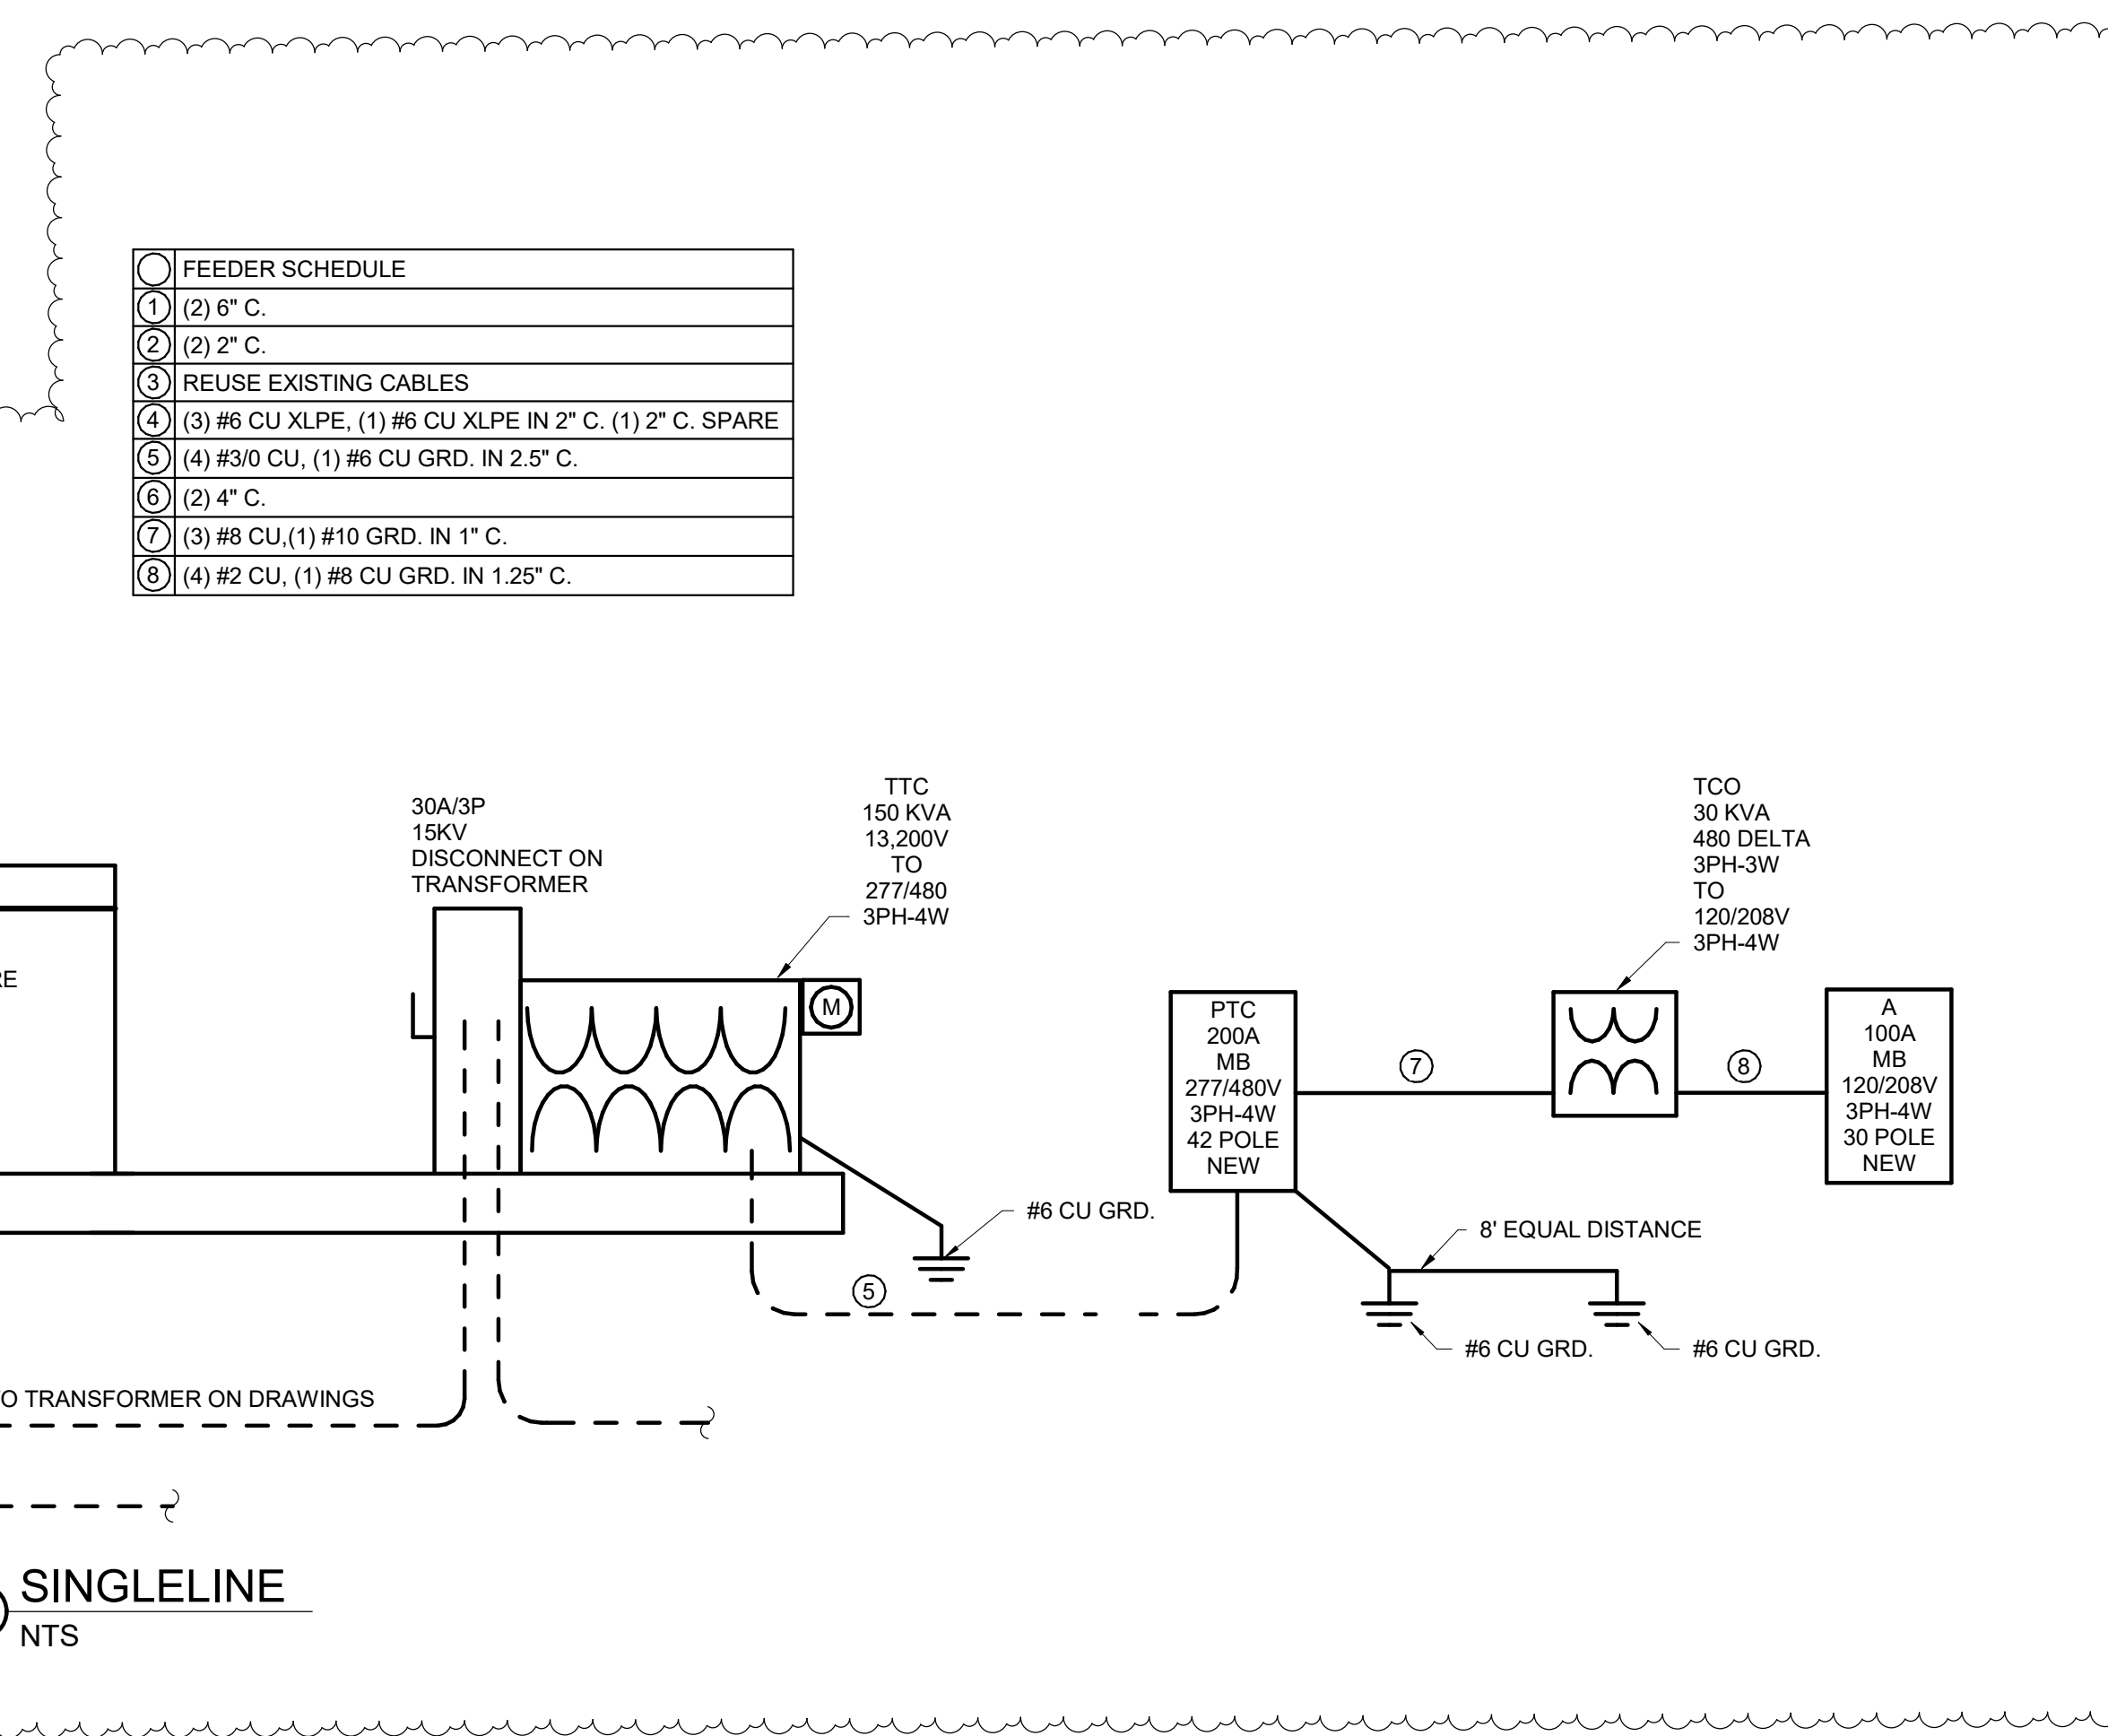 FEEDER SCHEDULE
1 (2) 6" C.
2 (2) 2" C.
3 REUSE EXISTING CABLES
4 (3) #6 CU XLPE, (1) #6 CU XLPE IN 2" C. (1) 2" C. SPARE
5 (4) #3/0 CU, (1) #6 CU GRD. IN 2.5" C.
6 (2) 4" C.
7 (3) #8 CU,(1) #10 GRD. IN 1" C.
8 (4) #2 CU, (1) #8 CU GRD. IN 1.25" C.
30A/3P
15KV
DISCONNECT ON
TRANSFORMER
TTC
150 KVA
13,200V
TO
277/480
3PH-4W
TCO
30 KVA
480 DELTA
3PH-3W
TO
120/208V
3PH-4W
RE
M
PTC
200A
MB
277/480V
3PH-4W
42 POLE
NEW
7
8
A
100A
MB
120/208V
3PH-4W
30 POLE
NEW
#6 CU GRD.
8' EQUAL DISTANCE
5
#6 CU GRD.
#6 CU GRD.
TO TRANSFORMER ON DRAWINGS
SINGLELINE
NTS